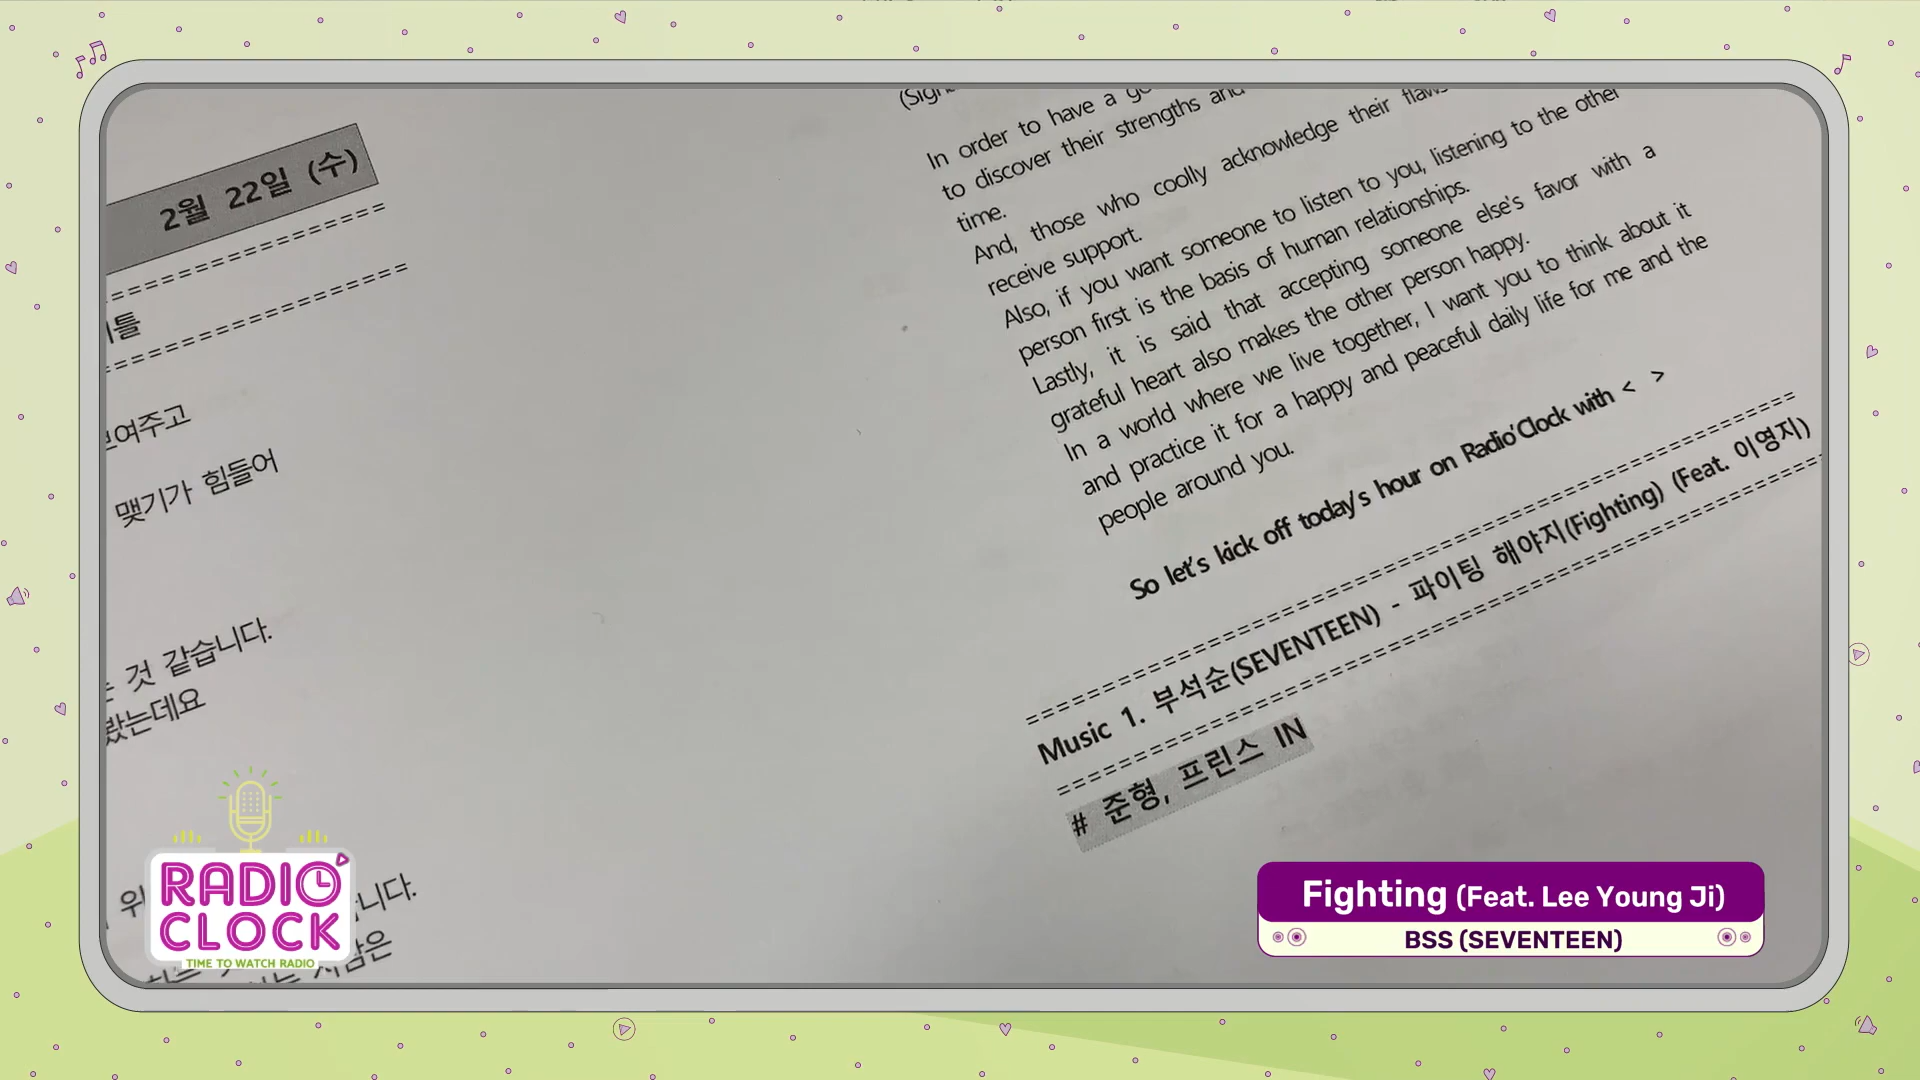 2월 22일 (수)
보여주고
맺기가 힘들어
것 같습니다.
봤는데요
In order to have a
to discover their strengths and
time.
And, those who coolly acknowledge their flaws
receive support.
Also, if you want someone to listen to you, listening to the other
person first is the basis of human relationships.
Lastly, it is said that accepting someone else's favor with a
grateful heart also makes the other person happy.
In a world where we live together, I want you to think about it
and practice it for a happy and peaceful daily life for me and the
people around you.
So let's kick off today's hour on Radio'Clock with < >
Music 1. 부석순(SEVENTEEN) - 파이팅 해야지(Fighting) (Feat. 이영지)
# 준형, 프린스 IN
RADIO
CLOCK
TIME TO WATCH RADIO
Fighting (Feat. Lee Young Ji)
BSS (SEVENTEEN)